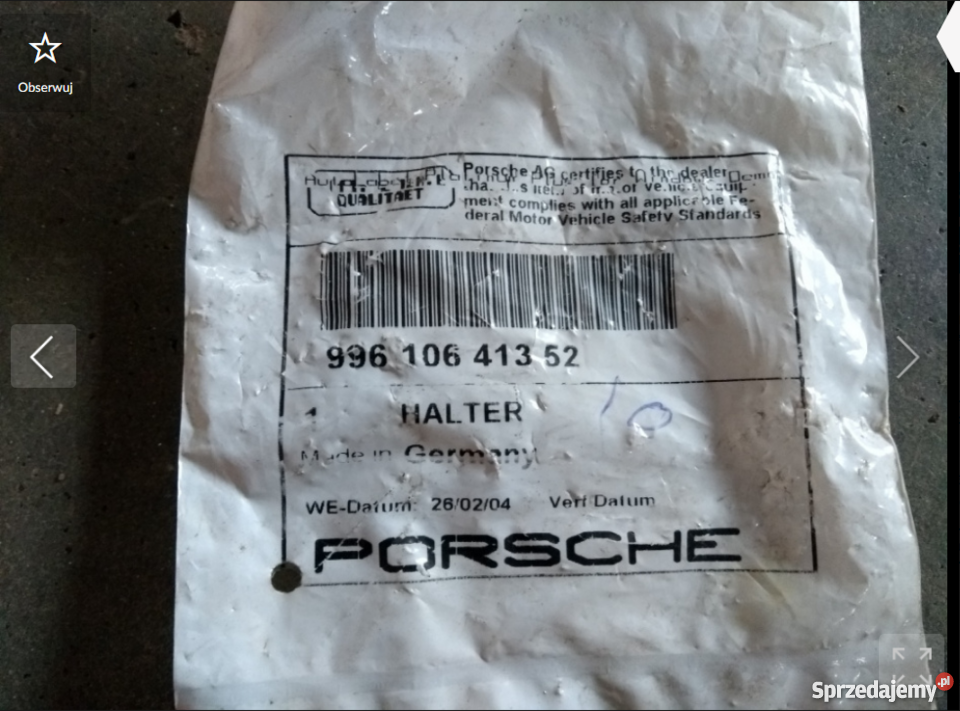 Obserwuj
QUALITAET
Porsche AG certifies to the dealer
ment complies with all applicable Fe-
deral Motor Vehicle Safety Standards
996 106 413 52
1 HALTER
Made in Germany
WE-Datum: 26/02/04 Verf Datum
PORSCHE
Sprzedajemy.pl